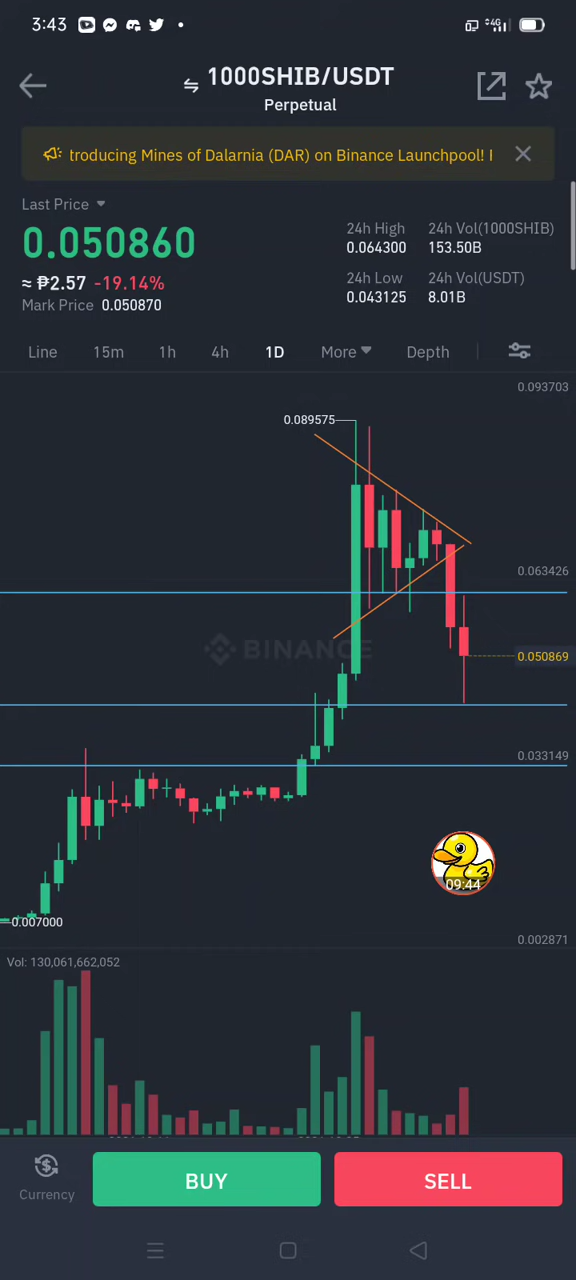 3:43
4G
1000SHIB/USDT
Perpetual
troducing Mines of Dalarnia (DAR) on Binance Launchpool!
Last Price
24h High
24h Vol(1000SHIB)
0.050860
0.064300
153.50B
≈ ₱2.57 -19.14%
24h Low
24h Vol(USDT)
Mark Price 0.050870
0.043125
8.01B
Line 15m 1h 4h 1D More Depth
0.093703
0.089575
0.063426
BINANCE
0.050869
0.033149
09:44
0.007000
0.002871
Vol: 130,061,662,052
Currency
BUY
SELL